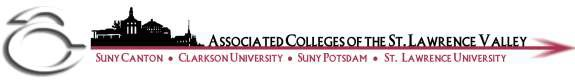 ASSOCIATED COLLEGES OF THE ST. LAWRENCE VALLEY
SUNY CANTON • CLARKSON UNIVERSITY • SUNY POTSDAM • ST. LAWRENCE UNIVERSITY